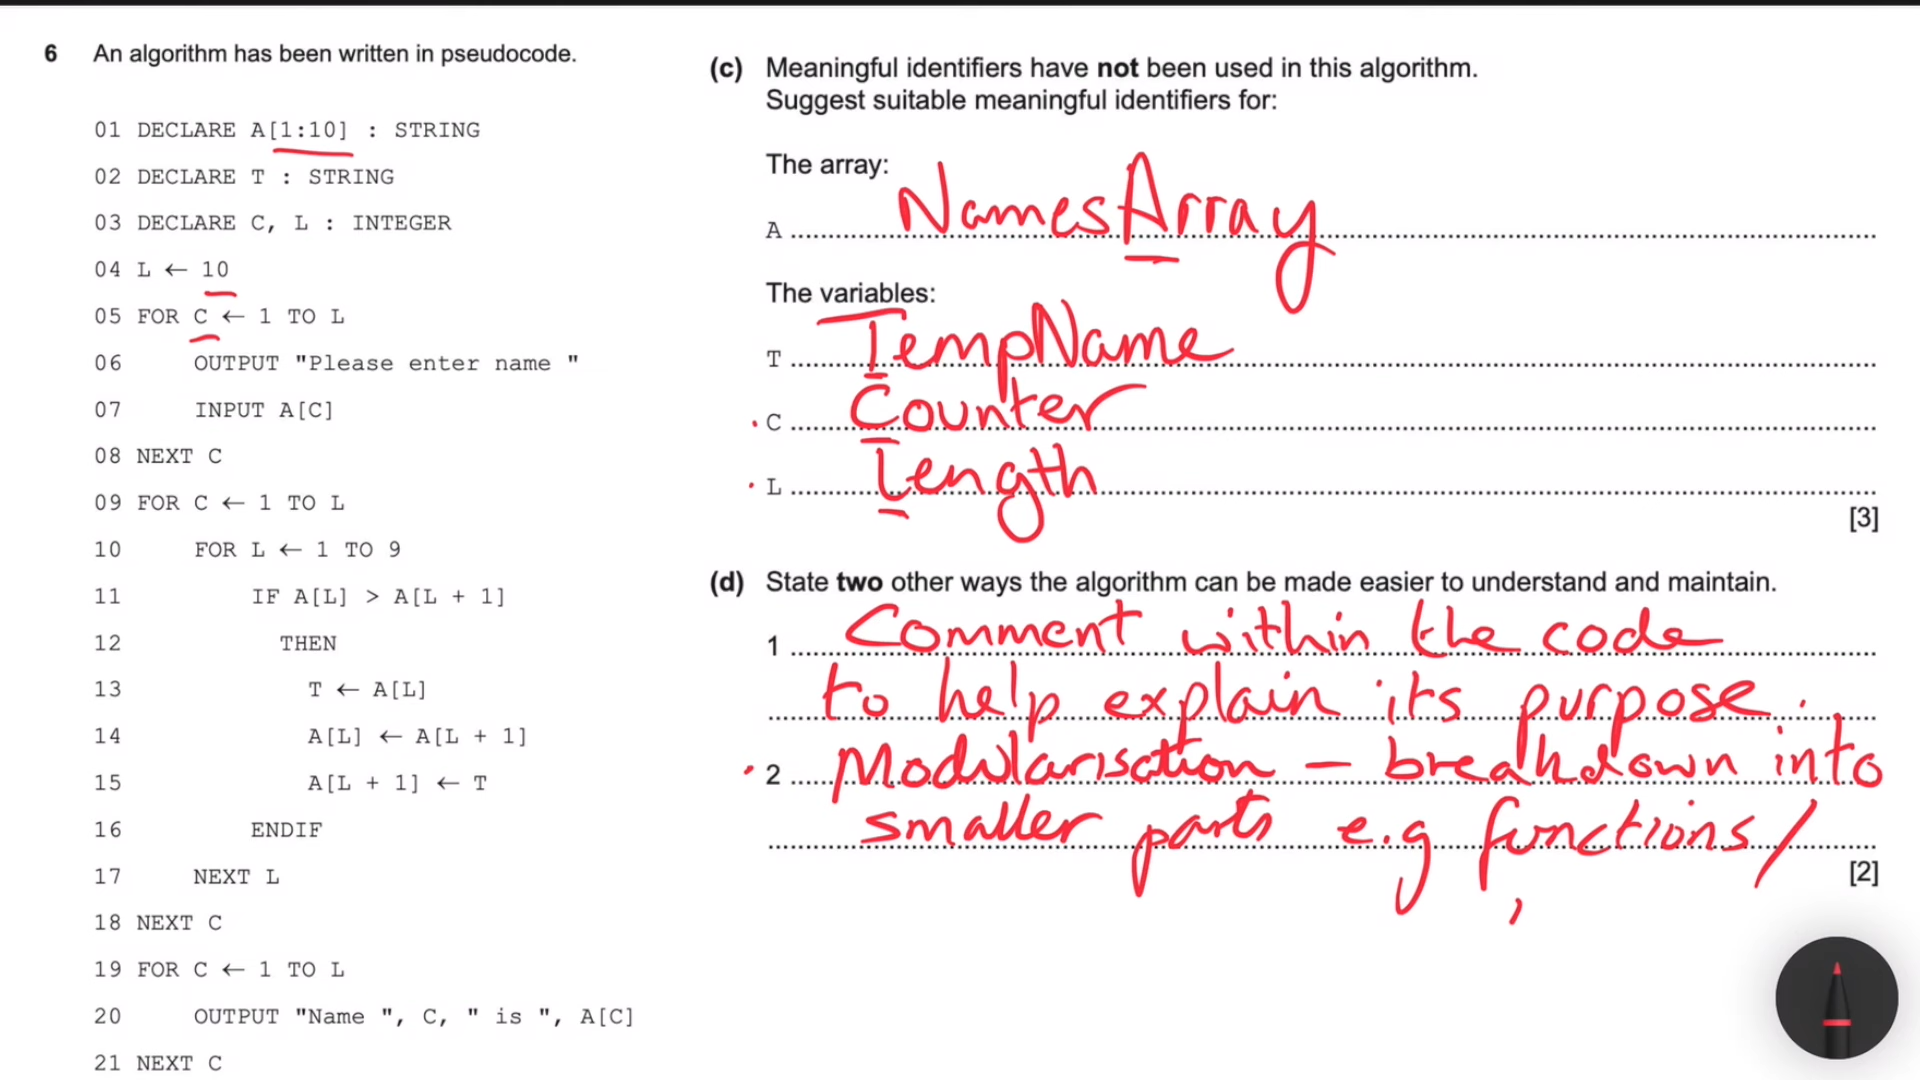 6 An algorithm has been written in pseudocode.
01 DECLARE A[1:10] : STRING
02 DECLARE T : STRING
03 DECLARE C, L : INTEGER
04 L ← 10
05 FOR C ← 1 TO L
06 OUTPUT "Please enter name "
07 INPUT A[C]
08 NEXT C
09 FOR C ← 1 TO L
10 FOR L ← 1 TO 9
11 IF A[L] > A[L + 1]
12 THEN
13 T ← A[L]
14 A[L] ← A[L + 1]
15 A[L + 1] ← T
16 ENDIF
17 NEXT L
18 NEXT C
19 FOR C ← 1 TO L
20 OUTPUT "Name ", C, " is ", A[C]
21 NEXT C
(c) Meaningful identifiers have not been used in this algorithm.
Suggest suitable meaningful identifiers for:
The array:
A NamesArray
The variables:
T TempName
C Counter
L Length
[3]
(d) State two other ways the algorithm can be made easier to understand and maintain.
1 Comment within the code
to help explain its purpose.
2 Modularisation – breakdown into
smaller parts e.g functions/
[2]